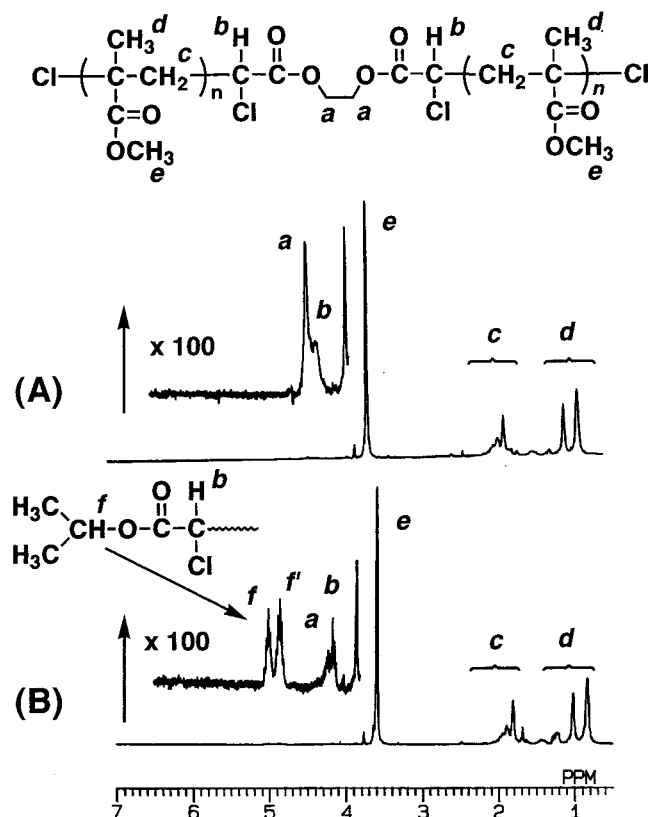 b d b d
H CH3 O O H CH3
c c
Cl ( C CH2 ) n C C O O C C ( CH2 C ) n Cl
Cl a a Cl
C=O C=O
OCH3 OCH3
e e
e
a
b
x 100
c d
(A)
b
f O H
H3C
CH O C C
H3C
Cl
e
f f' b
a
x 100
c d
(B)
PPM
7 6 5 4 3 2 1